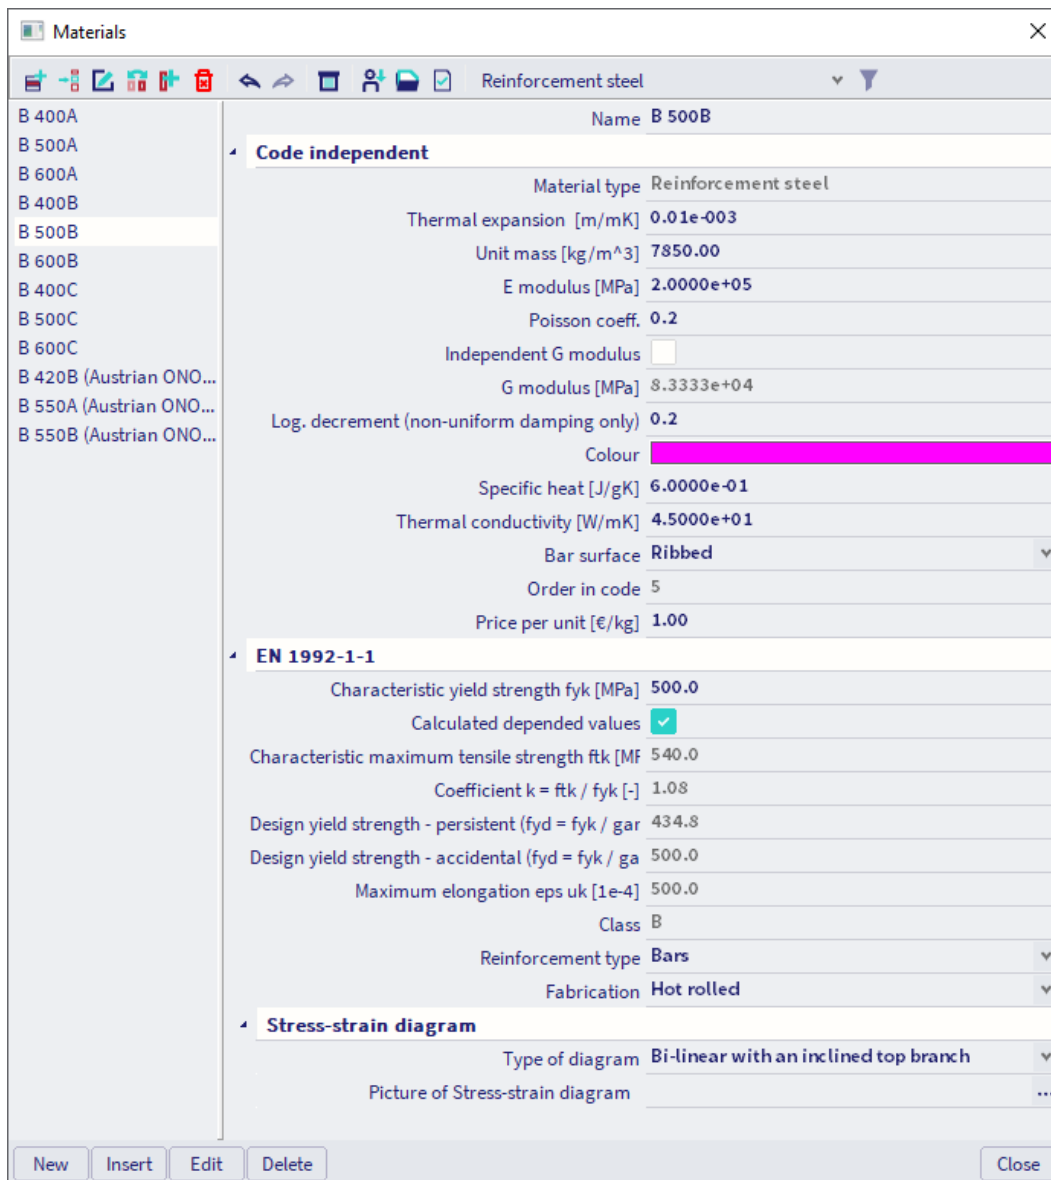 Materials
Reinforcement steel
B 400A
B 500A
B 600A
B 400B
B 500B
B 600B
B 400C
B 500C
B 600C
B 420B (Austrian ONO...
B 550A (Austrian ONO...
B 550B (Austrian ONO...
Name B 500B
Code independent
Material type Reinforcement steel
Thermal expansion [m/mK] 0.01e-003
Unit mass [kg/m^3] 7850.00
E modulus [MPa] 2.0000e+05
Poisson coeff. 0.2
Independent G modulus
G modulus [MPa] 8.3333e+04
Log. decrement (non-uniform damping only) 0.2
Colour
Specific heat [J/gK] 6.0000e-01
Thermal conductivity [W/mK] 4.5000e+01
Bar surface Ribbed
Order in code 5
Price per unit [€/kg] 1.00
EN 1992-1-1
Characteristic yield strength fyk [MPa] 500.0
Calculated depended values
Characteristic maximum tensile strength ftk [MF 540.0
Coefficient k = ftk / fyk [-] 1.08
Design yield strength - persistent (fyd = fyk / gar 434.8
Design yield strength - accidental (fyd = fyk / ga 500.0
Maximum elongation eps uk [1e-4] 500.0
Class B
Reinforcement type Bars
Fabrication Hot rolled
Stress-strain diagram
Type of diagram Bi-linear with an inclined top branch
Picture of Stress-strain diagram ...
New Insert Edit Delete Close